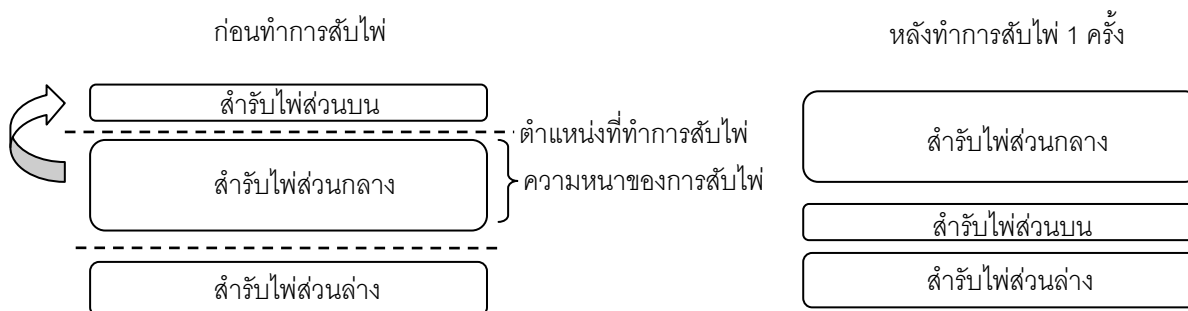 ก่อนทำการสับไพ่
สำรับไพ่ส่วนบน
ตำแหน่งที่ทำการสับไพ่
สำรับไพ่ส่วนกลาง
ความหนาของการสับไพ่
สำรับไพ่ส่วนล่าง
หลังทำการสับไพ่ 1 ครั้ง
สำรับไพ่ส่วนกลาง
สำรับไพ่ส่วนบน
สำรับไพ่ส่วนล่าง